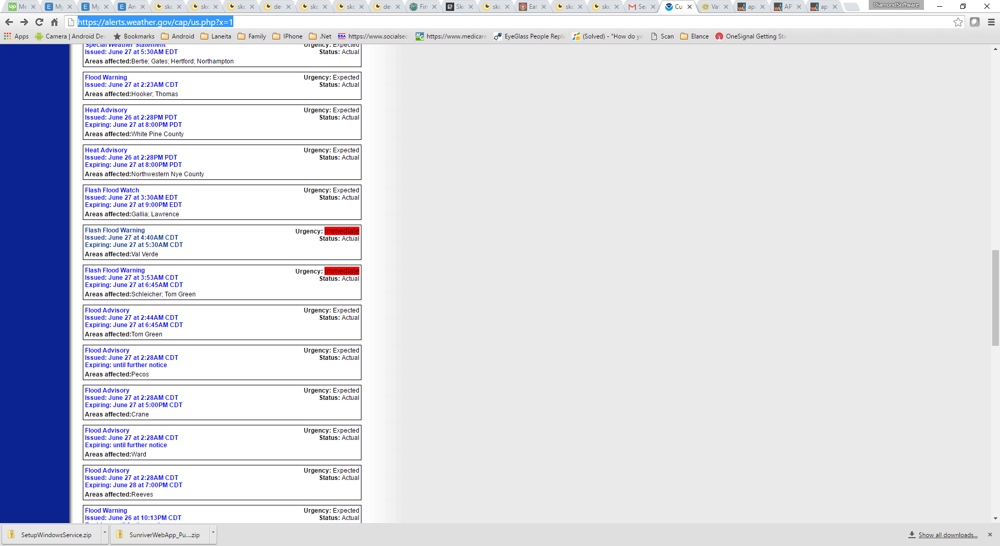 Me
My
My
An
skc
skc
skc
de
skc
skc
de
Fin
Skc
skc
Eat
skc
skc
Sea
Cu
Val
ap
AP
ap
DiamondSoftware
https://alerts.weather.gov/cap/us.php?x=1
Apps
Camera | Android De
Bookmarks
Android
Laneita
Family
IPhone
.Net
https://www.socialsec
https://www.medicare
EyeGlass People Repla
(Solved) - "How do yo
Scan
Elance
OneSignal Getting Sta
Special Weather Statement
Urgency: Expected
Issued: June 27 at 5:30AM EDT
Status: Actual
Areas affected:Bertie; Gates; Hertford; Northampton
Flood Warning
Urgency: Expected
Issued: June 27 at 2:23AM CDT
Status: Actual
Areas affected:Hooker; Thomas
Heat Advisory
Urgency: Expected
Issued: June 26 at 2:28PM PDT
Status: Actual
Expiring: June 27 at 8:00PM PDT
Areas affected:White Pine County
Heat Advisory
Urgency: Expected
Issued: June 26 at 2:28PM PDT
Status: Actual
Expiring: June 27 at 8:00PM PDT
Areas affected:Northwestern Nye County
Flash Flood Watch
Urgency: Expected
Issued: June 27 at 3:30AM EDT
Status: Actual
Expiring: June 27 at 9:00PM EDT
Areas affected:Gallia; Lawrence
Flash Flood Warning
Urgency: Immediate
Issued: June 27 at 4:40AM CDT
Status: Actual
Expiring: June 27 at 5:30AM CDT
Areas affected:Val Verde
Flash Flood Warning
Urgency: Immediate
Issued: June 27 at 3:53AM CDT
Status: Actual
Expiring: June 27 at 6:45AM CDT
Areas affected:Schleicher; Tom Green
Flood Advisory
Urgency: Expected
Issued: June 27 at 2:44AM CDT
Status: Actual
Expiring: June 27 at 6:45AM CDT
Areas affected:Tom Green
Flood Advisory
Urgency: Expected
Issued: June 27 at 2:28AM CDT
Status: Actual
Expiring: until further notice
Areas affected:Pecos
Flood Advisory
Urgency: Expected
Issued: June 27 at 2:28AM CDT
Status: Actual
Expiring: June 27 at 5:00PM CDT
Areas affected:Crane
Flood Advisory
Urgency: Expected
Issued: June 27 at 2:28AM CDT
Status: Actual
Expiring: until further notice
Areas affected:Ward
Flood Advisory
Urgency: Expected
Issued: June 27 at 2:28AM CDT
Status: Actual
Expiring: June 28 at 7:00PM CDT
Areas affected:Reeves
Flood Warning
Urgency: Expected
Issued: June 26 at 10:13PM CDT
Status: Actual
SetupWindowsService.zip
SunriverWebApp_Pu....zip
Show all downloads...